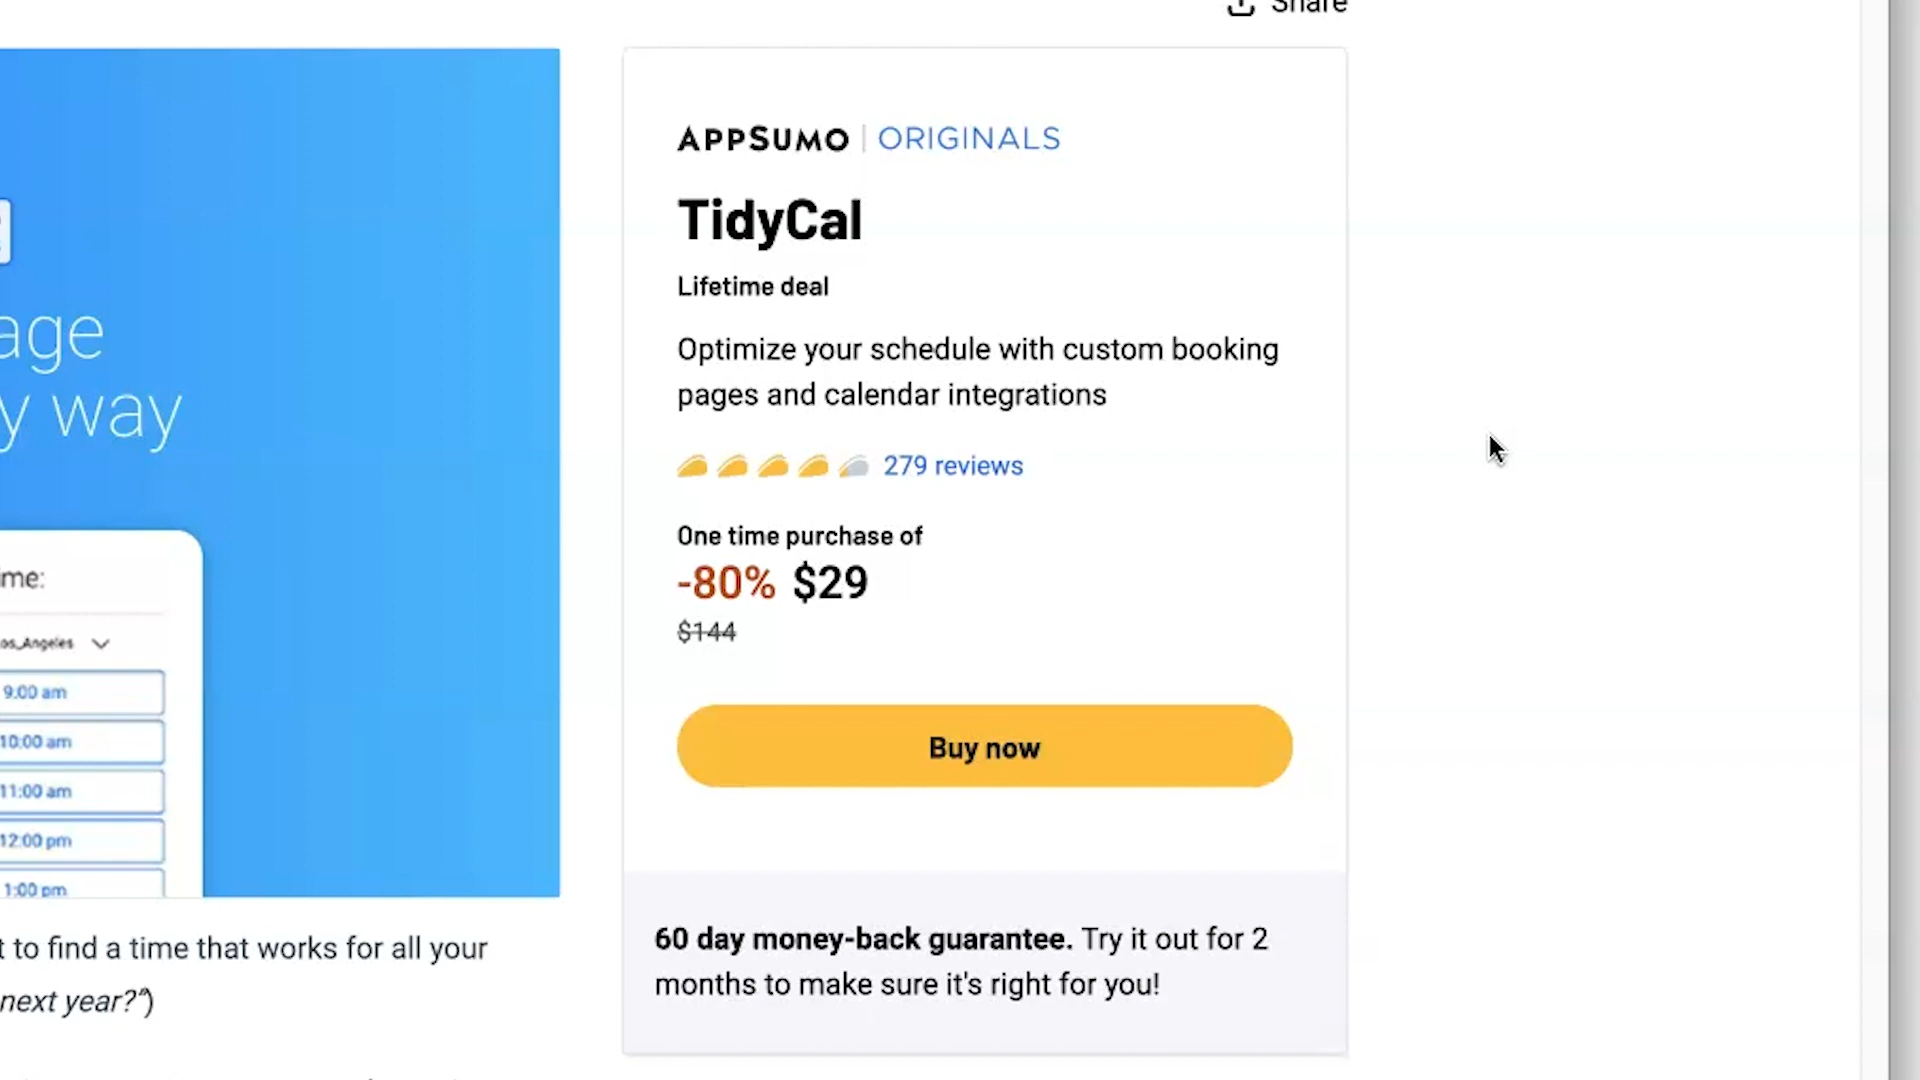 Share
age
y way
me:
os_Angeles
9:00 am
10:00 am
11:00 am
12:00 pm
1:00 pm
t to find a time that works for all your
next year?")
APPSUMO | ORIGINALS
TidyCal
Lifetime deal
Optimize your schedule with custom booking
pages and calendar integrations
279 reviews
One time purchase of
-80% $29
$144
Buy now
60 day money-back guarantee. Try it out for 2
months to make sure it's right for you!